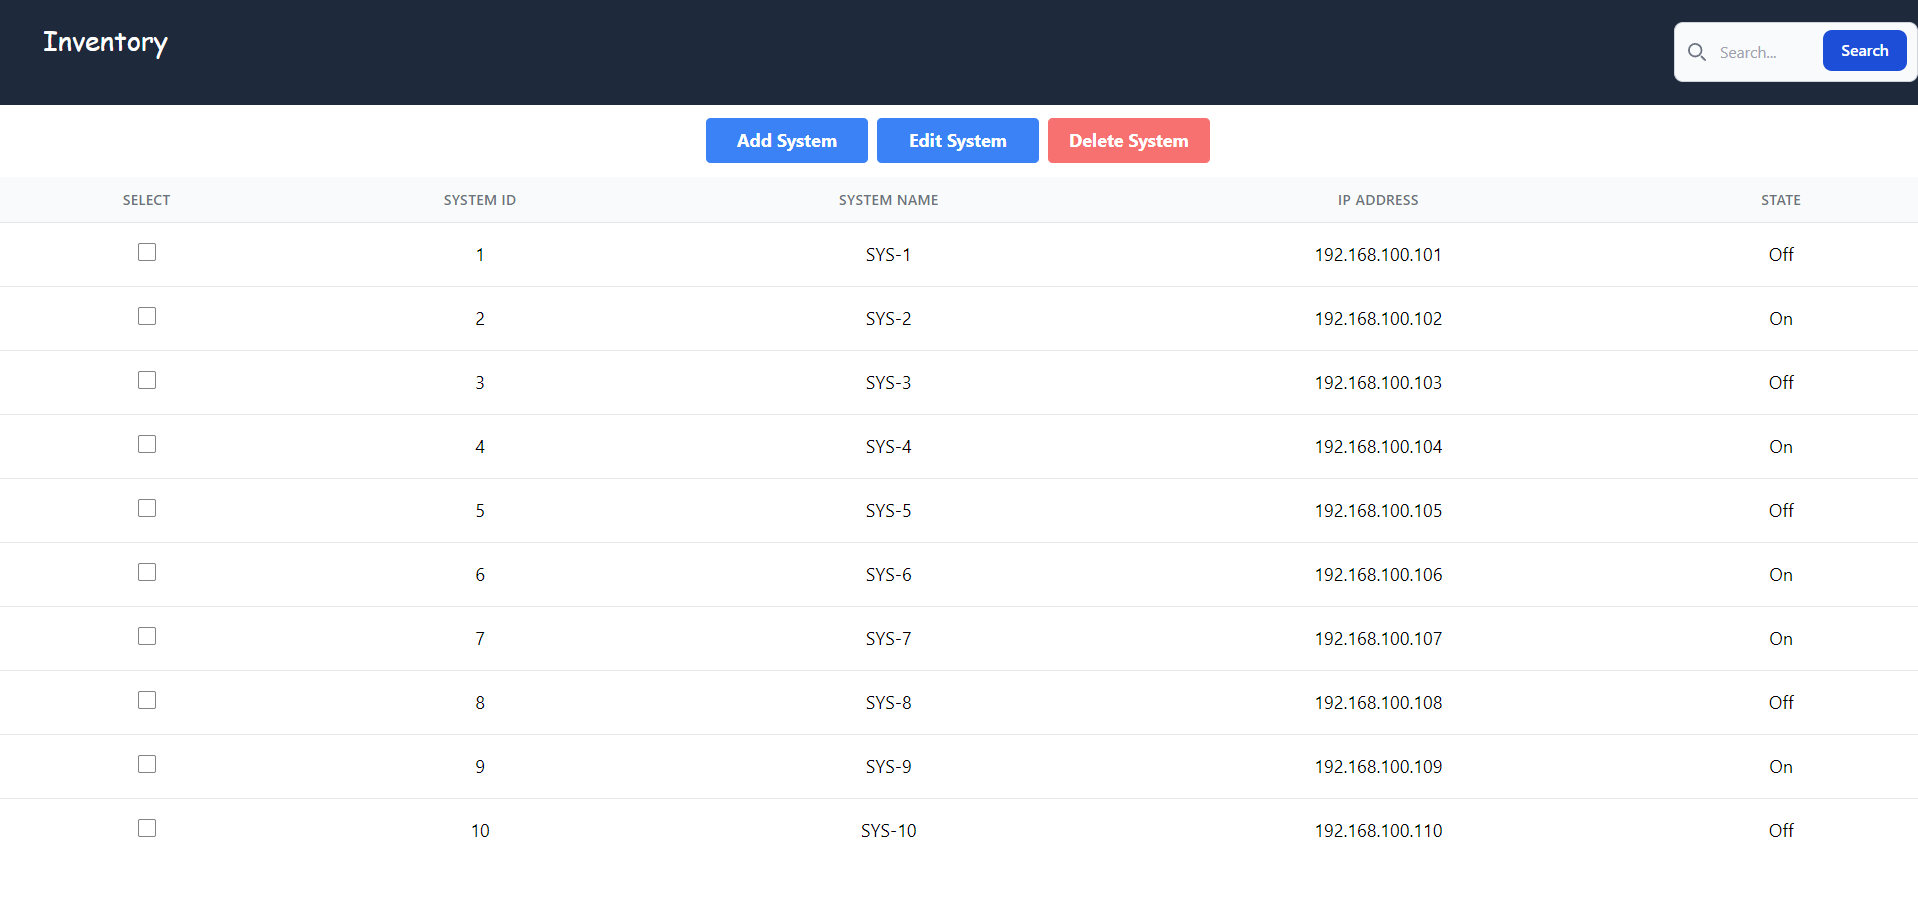 Inventory
Search...
Search
Add System
Edit System
Delete System
SELECT SYSTEM ID SYSTEM NAME IP ADDRESS STATE
1 SYS-1 192.168.100.101 Off
2 SYS-2 192.168.100.102 On
3 SYS-3 192.168.100.103 Off
4 SYS-4 192.168.100.104 On
5 SYS-5 192.168.100.105 Off
6 SYS-6 192.168.100.106 On
7 SYS-7 192.168.100.107 On
8 SYS-8 192.168.100.108 Off
9 SYS-9 192.168.100.109 On
10 SYS-10 192.168.100.110 Off